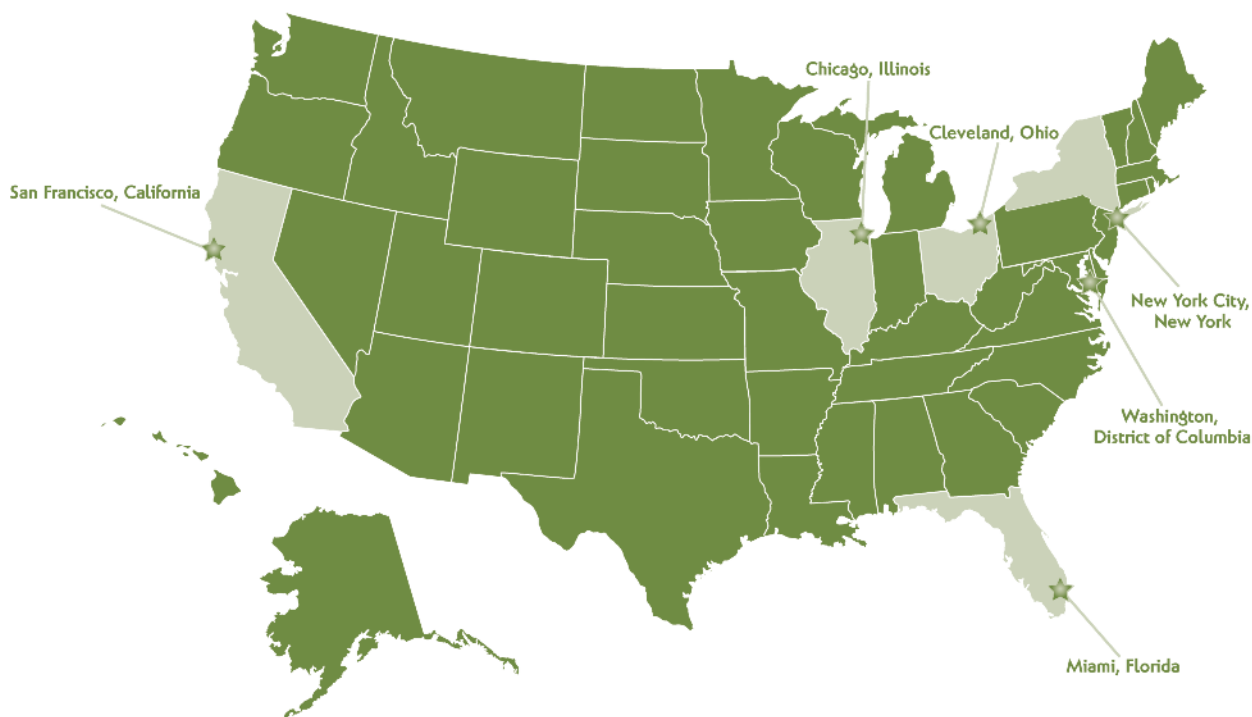 Chicago, Illinois
Cleveland, Ohio
San Francisco, California
New York City,
New York
Washington,
District of Columbia
Miami, Florida